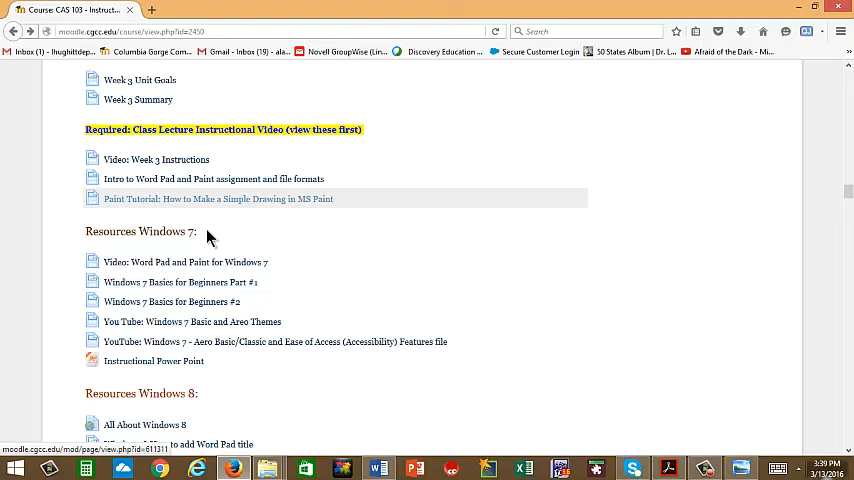 Course: CAS 103 - Instruct...
moodle.cgcc.edu/course/view.php?id=2450
Search
Inbox (1) - lhughittdep...
Columbia Gorge Com...
Gmail - Inbox (19) - ala...
Novell GroupWise (Lin...
Discovery Education ...
Secure Customer Login
50 States Album | Dr. L...
Afraid of the Dark - Mi...
Week 3 Unit Goals
Week 3 Summary
Required: Class Lecture Instructional Video (view these first)
Video: Week 3 Instructions
Intro to Word Pad and Paint assignment and file formats
Paint Tutorial: How to Make a Simple Drawing in MS Paint
Resources Windows 7:
Video: Word Pad and Paint for Windows 7
Windows 7 Basics for Beginners Part #1
Windows 7 Basics for Beginners #2
You Tube: Windows 7 Basic and Areo Themes
YouTube: Windows 7 - Aero Basic/Classic and Ease of Access (Accessibility) Features file
Instructional Power Point
Resources Windows 8:
All About Windows 8
to add Word Pad title
moodle.cgcc.edu/mod/page/view.php?id=611311
3:39 PM
3/13/2016